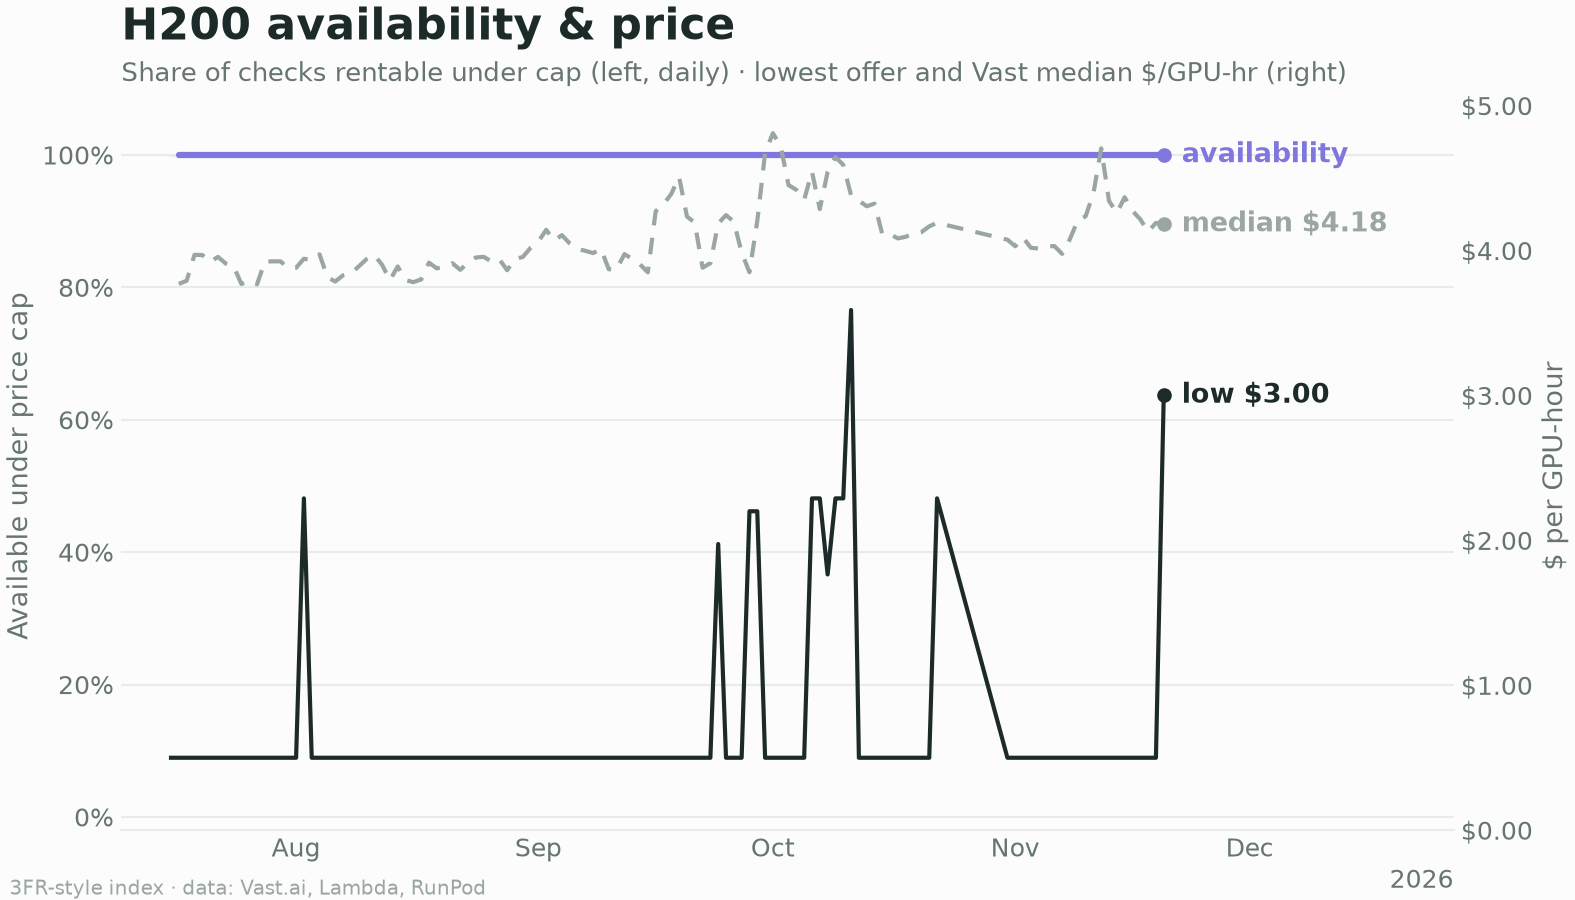 H200 availability & price
Share of checks rentable under cap (left, daily) · lowest offer and Vast median $/GPU-hr (right)
$5.00
100%
availability
median $4.18
$4.00
80%
Available under price cap
low $3.00
$3.00
60%
$ per GPU-hour
40%
$2.00
20%
$1.00
0%
$0.00
Aug Sep Oct Nov Dec
2026
3FR-style index · data: Vast.ai, Lambda, RunPod